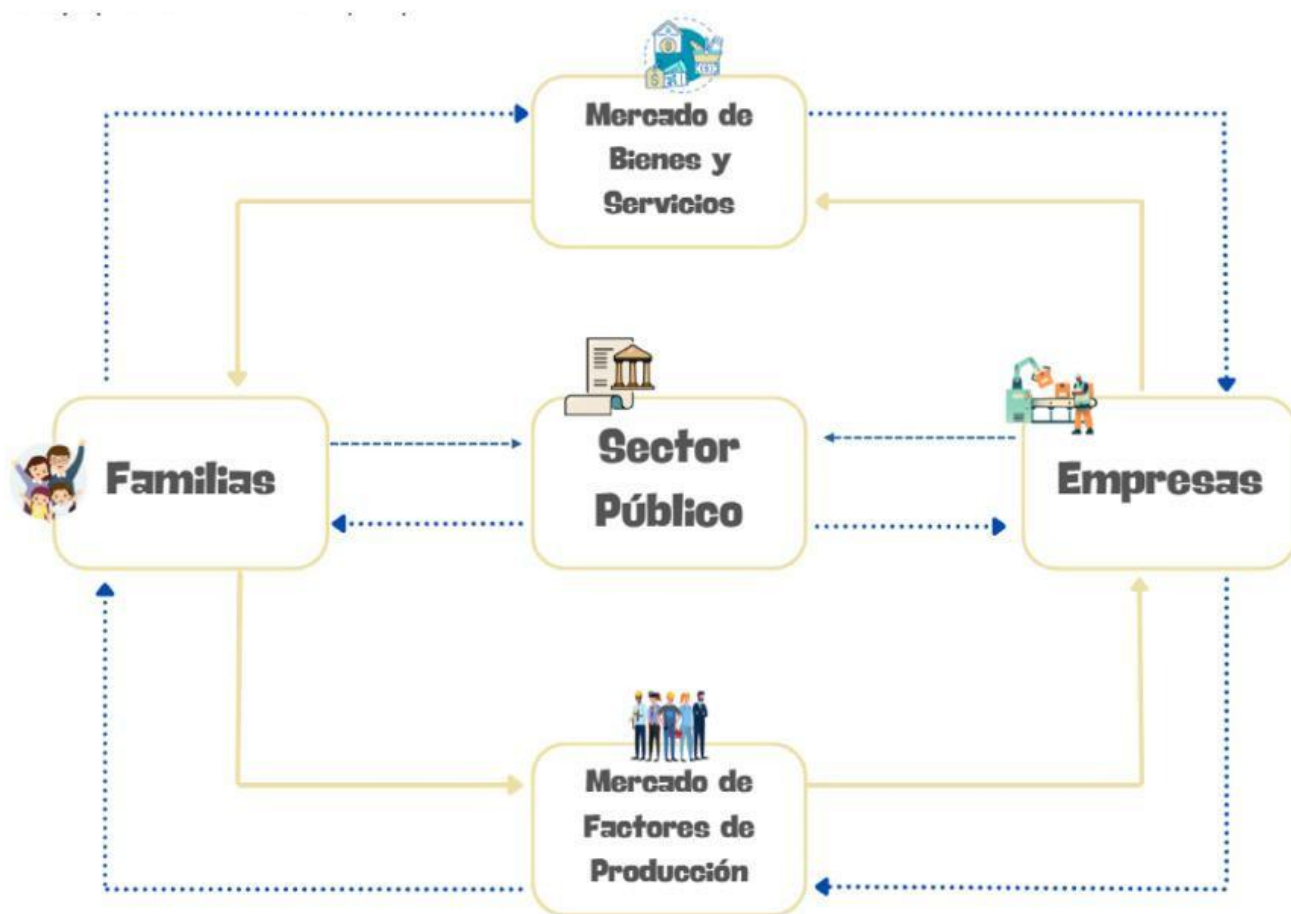 Mercado de
Bienes y
Servicios
Familias
Sector
Público
Empresas
Mercado de
Factores de
Producción